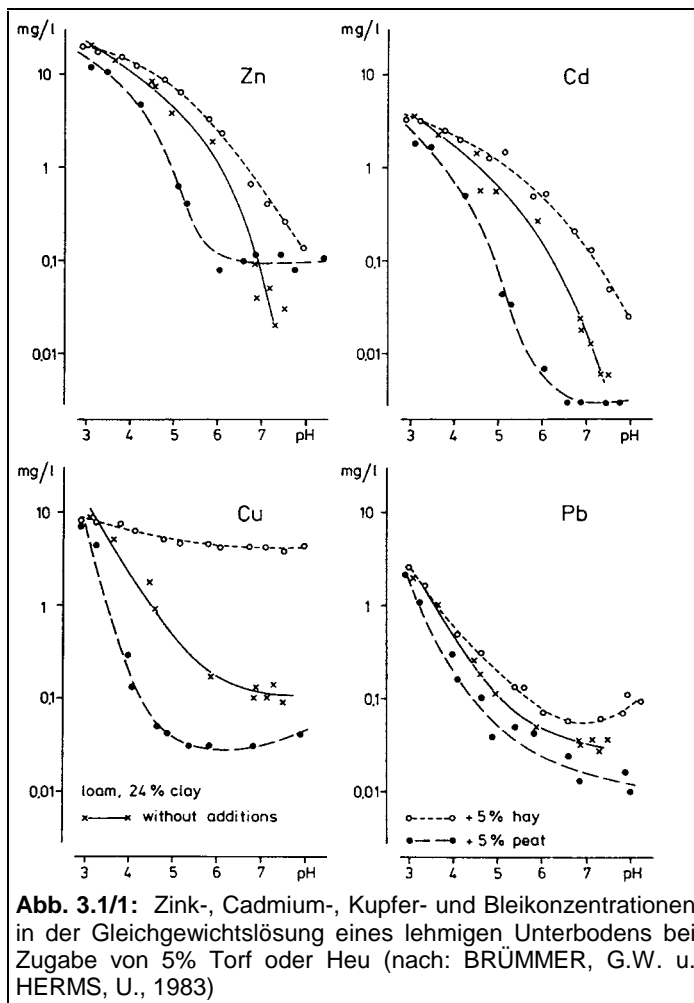 mg/l
10
1
0,1
0,01
Zn
3 4 5 6 7 pH
mg/l
10
1
0,1
0,01
Cd
3 4 5 6 7 pH
mg/l
10
1
0,1
0,01
Cu
loam, 24% clay
x——x without additions
3 4 5 6 7 pH
mg/l
10
1
0,1
0,01
Pb
o-----o +5% hay
•— —• +5% peat
3 4 5 6 7 pH
Abb. 3.1/1: Zink-, Cadmium-, Kupfer- und Bleikonzentrationen
in der Gleichgewichtslösung eines lehmigen Unterbodens bei
Zugabe von 5% Torf oder Heu (nach: BRÜMMER, G.W. u.
HERMS, U., 1983)